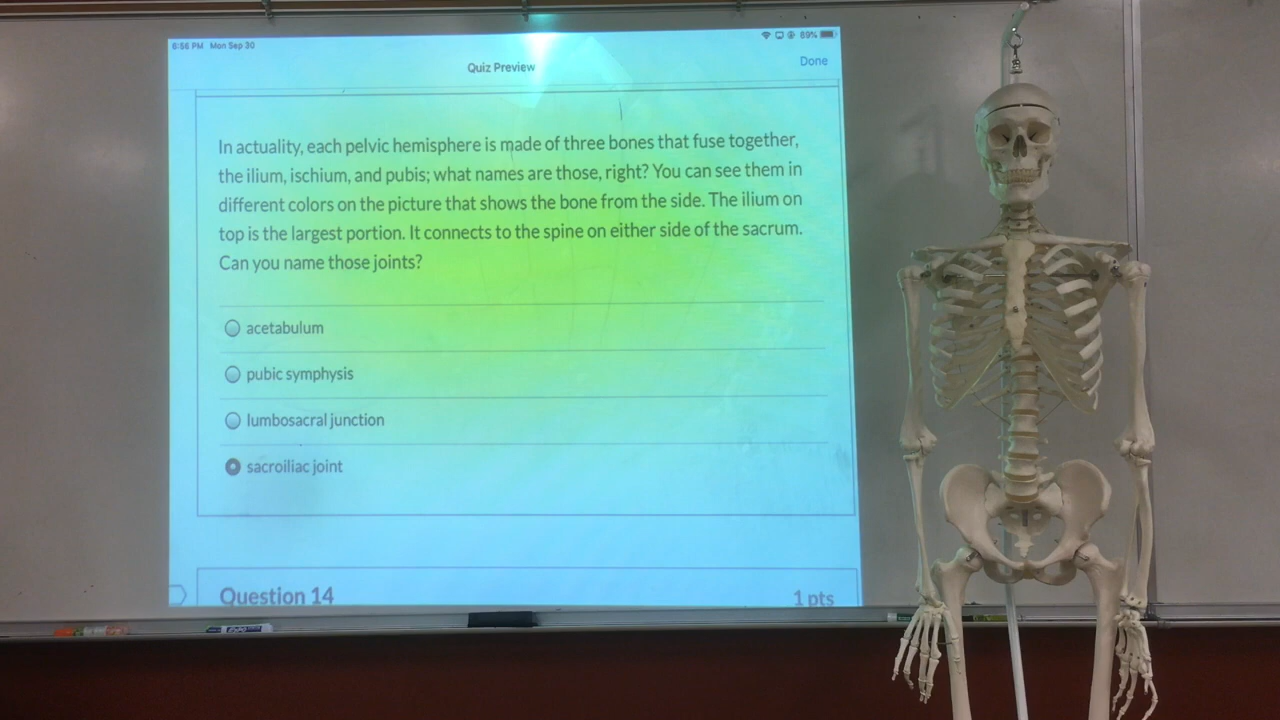 6:56 PM Mon Sep 30
89%
Quiz Preview
Done
In actuality, each pelvic hemisphere is made of three bones that fuse together,
the ilium, ischium, and pubis; what names are those, right? You can see them in
different colors on the picture that shows the bone from the side. The ilium on
top is the largest portion. It connects to the spine on either side of the sacrum.
Can you name those joints?
acetabulum
pubic symphysis
lumbosacral junction
sacroiliac joint
Question 14
1 pts
EXPO